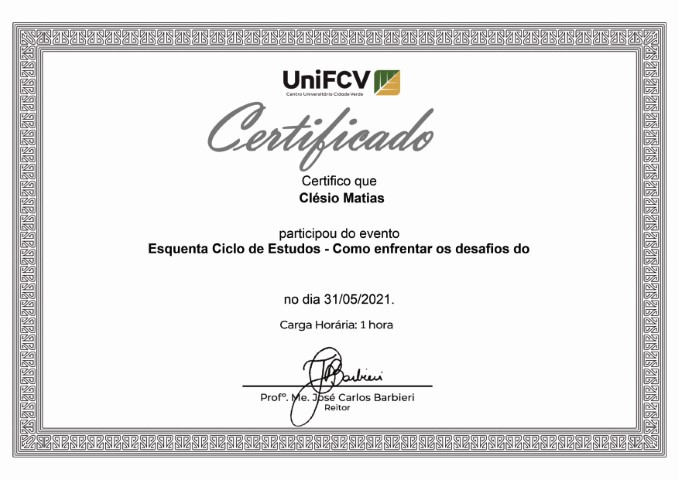 UniFCV
Centro Universitário Cidade Verde
Certificado
Certifico que
Clésio Matias
participou do evento
Esquenta Ciclo de Estudos - Como enfrentar os desafios do
no dia 31/05/2021.
Carga Horária: 1 hora
JCBarbieri
Profº. Me. José Carlos Barbieri
Reitor